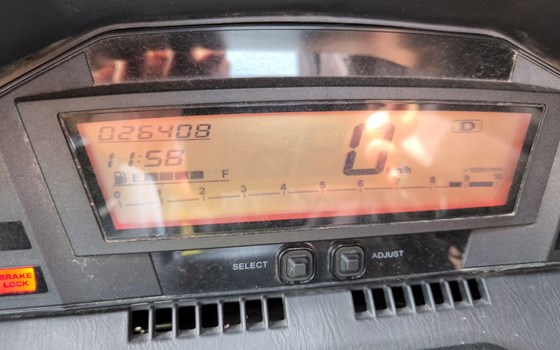 026408
D
11:58
0 km/h
E F
0 1 2 3 4 5 6 7 8 9 10
SELECT
ADJUST
BRAKE
LOCK